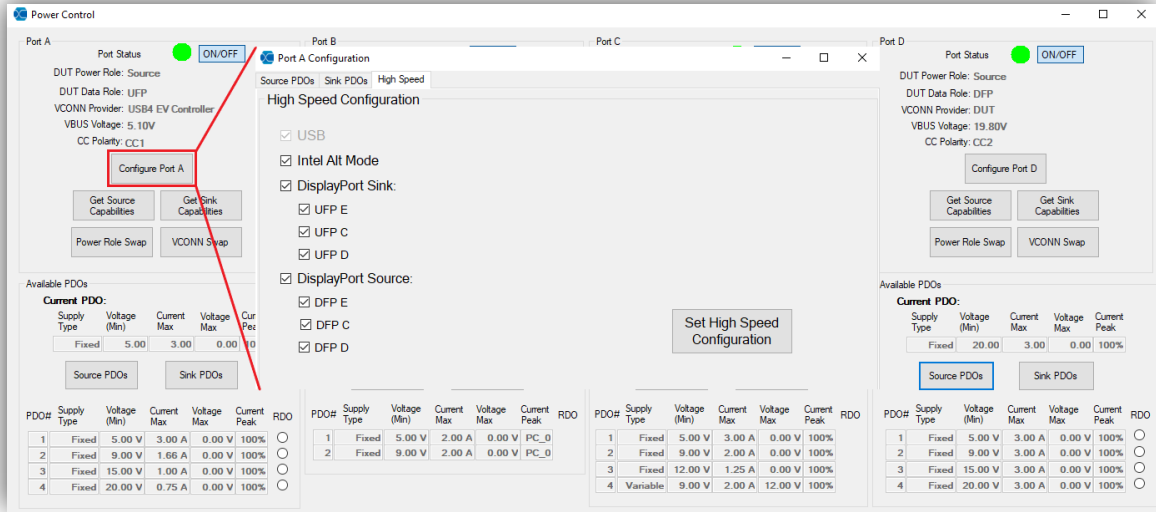 Power Control
Port A
Port Status ON/OFF
DUT Power Role: Source
DUT Data Role: UFP
VCONN Provider: USB4 EV Controller
VBUS Voltage: 5.10V
CC Polarity: CC1
Configure Port A
Get Source Capabilities
Get Sink Capabilities
Power Role Swap
VCONN Swap
Port B
Port C
Port A Configuration
Source PDOs Sink PDOs High Speed
High Speed Configuration
USB
Intel Alt Mode
DisplayPort Sink:
UFP E
UFP C
UFP D
DisplayPort Source:
DFP E
DFP C
DFP D
Set High Speed
Configuration
Port D
Port Status ON/OFF
DUT Power Role: Source
DUT Data Role: DFP
VCONN Provider: DUT
VBUS Voltage: 19.80V
CC Polarity: CC2
Configure Port D
Get Source Capabilities
Get Sink Capabilities
Power Role Swap
VCONN Swap
Available PDOs
Current PDO:
Supply Type Voltage (Min) Current Max Voltage Max
Fixed 5.00 3.00 0.00
Source PDOs Sink PDOs
PDO# Supply Type Voltage (Min) Current Max Voltage Max Current Peak RDO
1 Fixed 5.00 V 3.00 A 0.00 V 100%
2 Fixed 9.00 V 1.66 A 0.00 V 100%
3 Fixed 15.00 V 1.00 A 0.00 V 100%
4 Fixed 20.00 V 0.75 A 0.00 V 100%
PDO# Supply Type Voltage (Min) Current Max Voltage Max Current Peak RDO
1 Fixed 5.00 V 2.00 A 0.00 V PC_0
2 Fixed 9.00 V 2.00 A 0.00 V PC_0
PDO# Supply Type Voltage (Min) Current Max Voltage Max Current Peak RDO
1 Fixed 5.00 V 3.00 A 0.00 V 100%
2 Fixed 9.00 V 2.00 A 0.00 V 100%
3 Fixed 12.00 V 1.25 A 0.00 V 100%
4 Variable 9.00 V 2.00 A 12.00 V 100%
Available PDOs
Current PDO:
Supply Type Voltage (Min) Current Max Voltage Max Current Peak
Fixed 20.00 3.00 0.00 100%
Source PDOs Sink PDOs
PDO# Supply Type Voltage (Min) Current Max Voltage Max Current Peak RDO
1 Fixed 5.00 V 3.00 A 0.00 V 100%
2 Fixed 9.00 V 3.00 A 0.00 V 100%
3 Fixed 15.00 V 3.00 A 0.00 V 100%
4 Fixed 20.00 V 3.00 A 0.00 V 100%